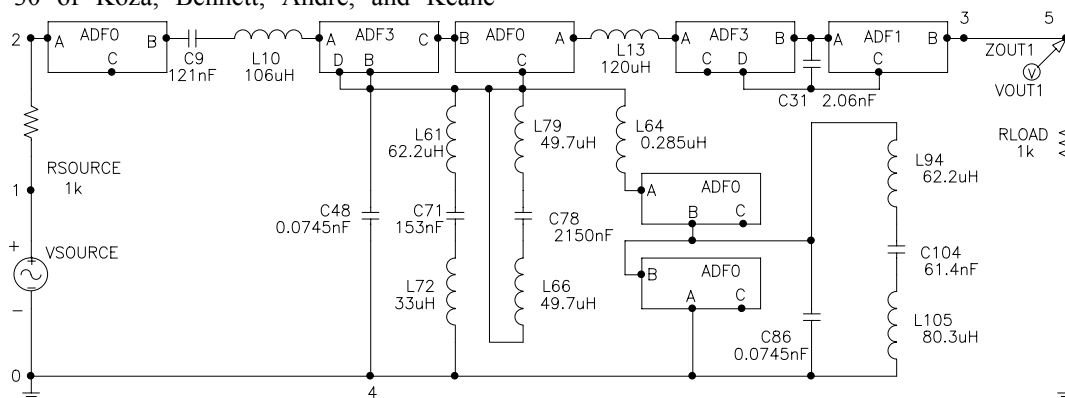 50 of Koza, Bennett, Andre, and Keane
2 A ADF0 B A ADF3 C B ADF0 A A ADF3 B A ADF1 B 3 5
C C9 121nF L10 106uH D B C L13 120uH C D C ZOUT1
V
VOUT1
C31 2.06nF
L61 62.2uH
L79 49.7uH
L64 0.285uH
RLOAD 1k
RSOURCE 1k
1
L94 62.2uH
A ADF0
B C
C48 0.0745nF
C71 153nF
C78 2150nF
+ VSOURCE +
-
C104 61.4nF
B ADF0
A C
L72 33uH
L66 49.7uH
L105 80.3uH
C86 0.0745nF
0
4